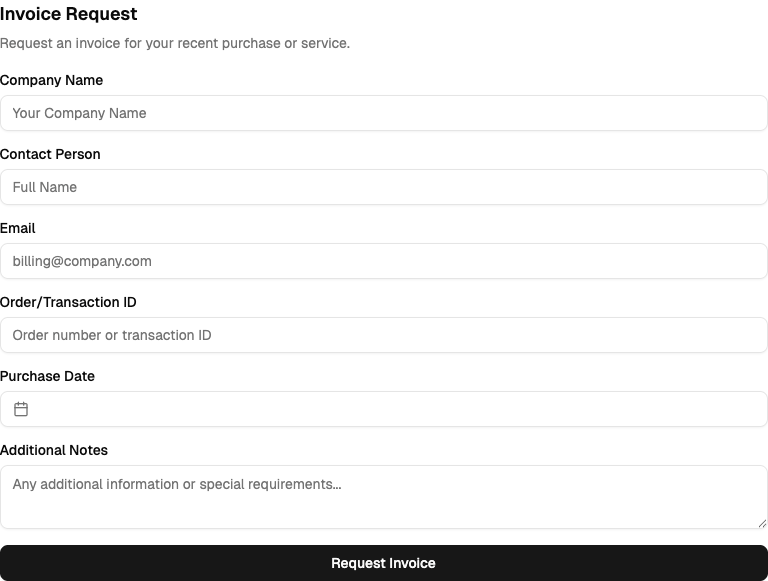 Invoice Request
Request an invoice for your recent purchase or service.
Company Name
Your Company Name
Contact Person
Full Name
Email
billing@company.com
Order/Transaction ID
Order number or transaction ID
Purchase Date
Additional Notes
Any additional information or special requirements...
Request Invoice